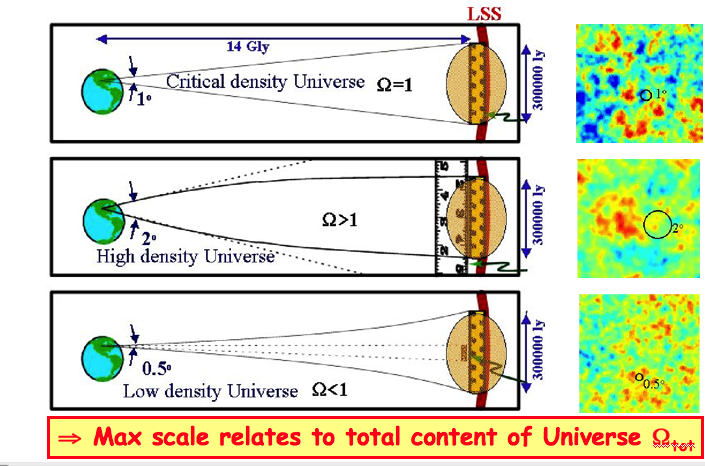 LSS
14 Gly
Critical density Universe Ω=1
1°
300000 ly
1°
Ω>1
2°
High density Universe
300000 ly
2°
0.5°
Low density Universe Ω<1
300000 ly
0.5°
⇒ Max scale relates to total content of Universe Ωtot